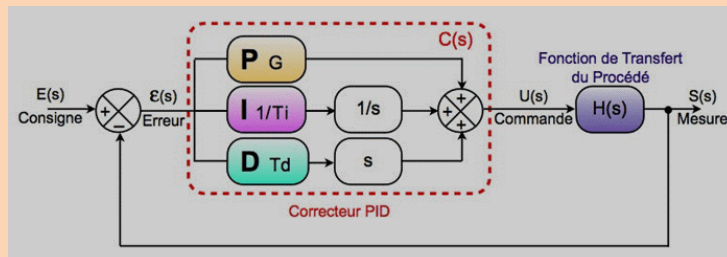 C(s)
P G
Fonction de Transfert
du Procédé
E(s)
Consigne
+
−
ε(s)
Erreur
I 1/Ti
1/s
+
+
+
U(s)
Commande
H(s)
S(s)
Mesure
D Td
s
Correcteur PID